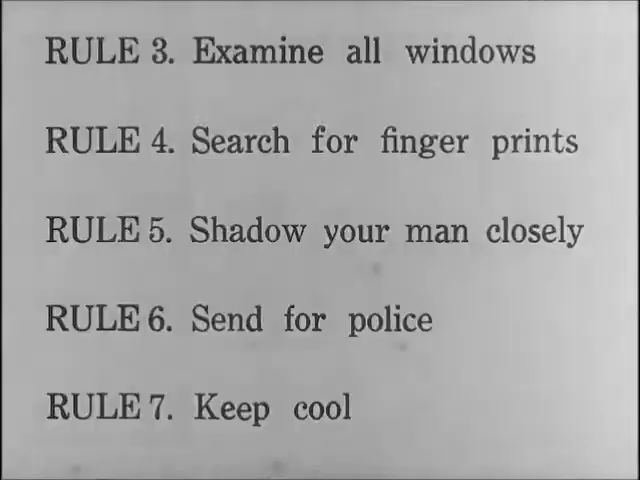 RULE 3. Examine all windows
RULE 4. Search for finger prints
RULE 5. Shadow your man closely
RULE 6. Send for police
RULE 7. Keep cool